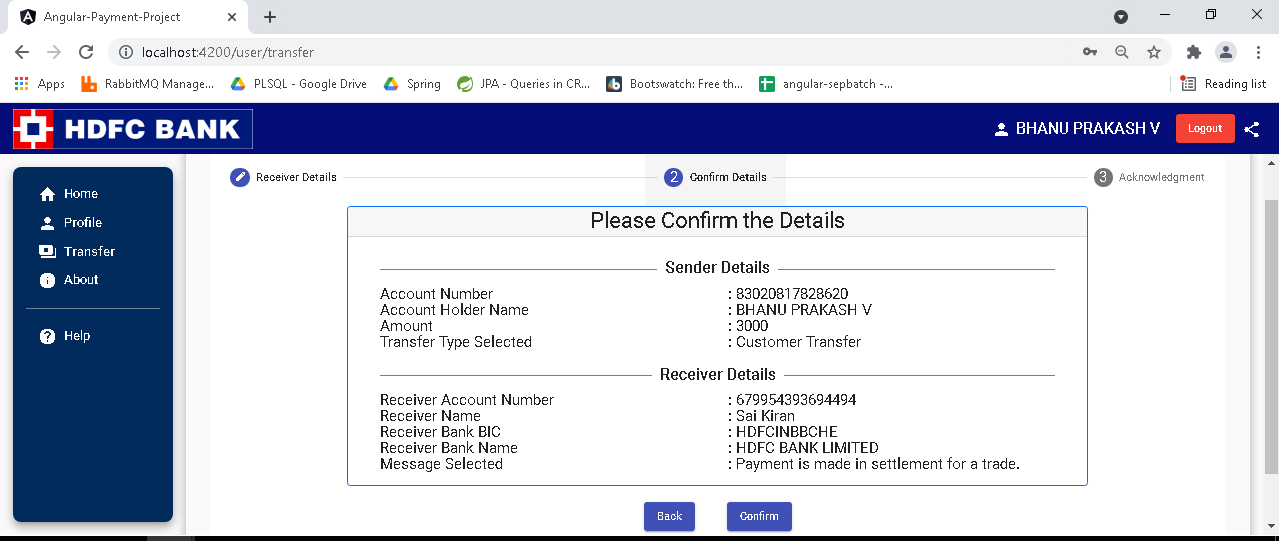 Angular-Payment-Project
localhost:4200/user/transfer
Apps RabbitMQ Manage... PLSQL - Google Drive Spring JPA - Queries in CR... Bootswatch: Free th... angular-sepbatch -... Reading list
HDFC BANK BHANU PRAKASH V Logout
Home
Profile
Transfer
About
Help
Receiver Details 2 Confirm Details 3 Acknowledgment
Please Confirm the Details
Sender Details
Account Number : 83020817828620
Account Holder Name : BHANU PRAKASH V
Amount : 3000
Transfer Type Selected : Customer Transfer
Receiver Details
Receiver Account Number : 679954393694494
Receiver Name : Sai Kiran
Receiver Bank BIC : HDFCINBBCHE
Receiver Bank Name : HDFC BANK LIMITED
Message Selected : Payment is made in settlement for a trade.
Back Confirm